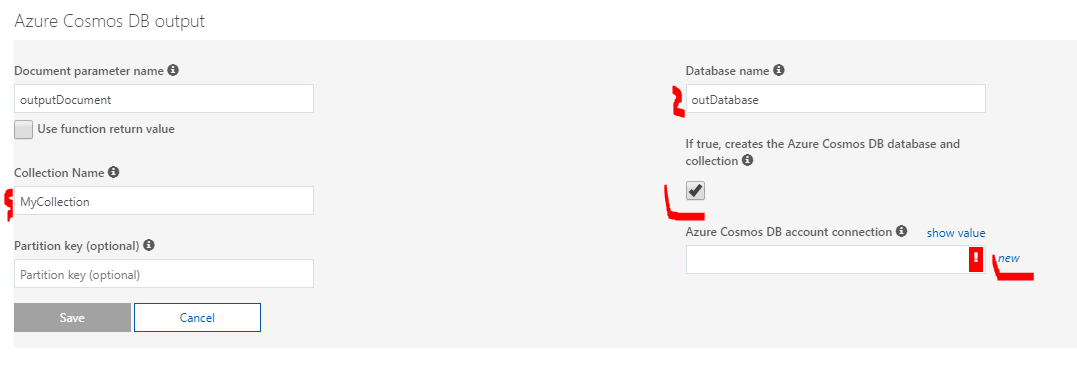 Azure Cosmos DB output
Document parameter name
outputDocument
Use function return value
Collection Name
MyCollection
Partition key (optional)
Partition key (optional)
Save
Cancel
Database name
outDatabase
If true, creates the Azure Cosmos DB database and
collection
Azure Cosmos DB account connection
show value
!
new